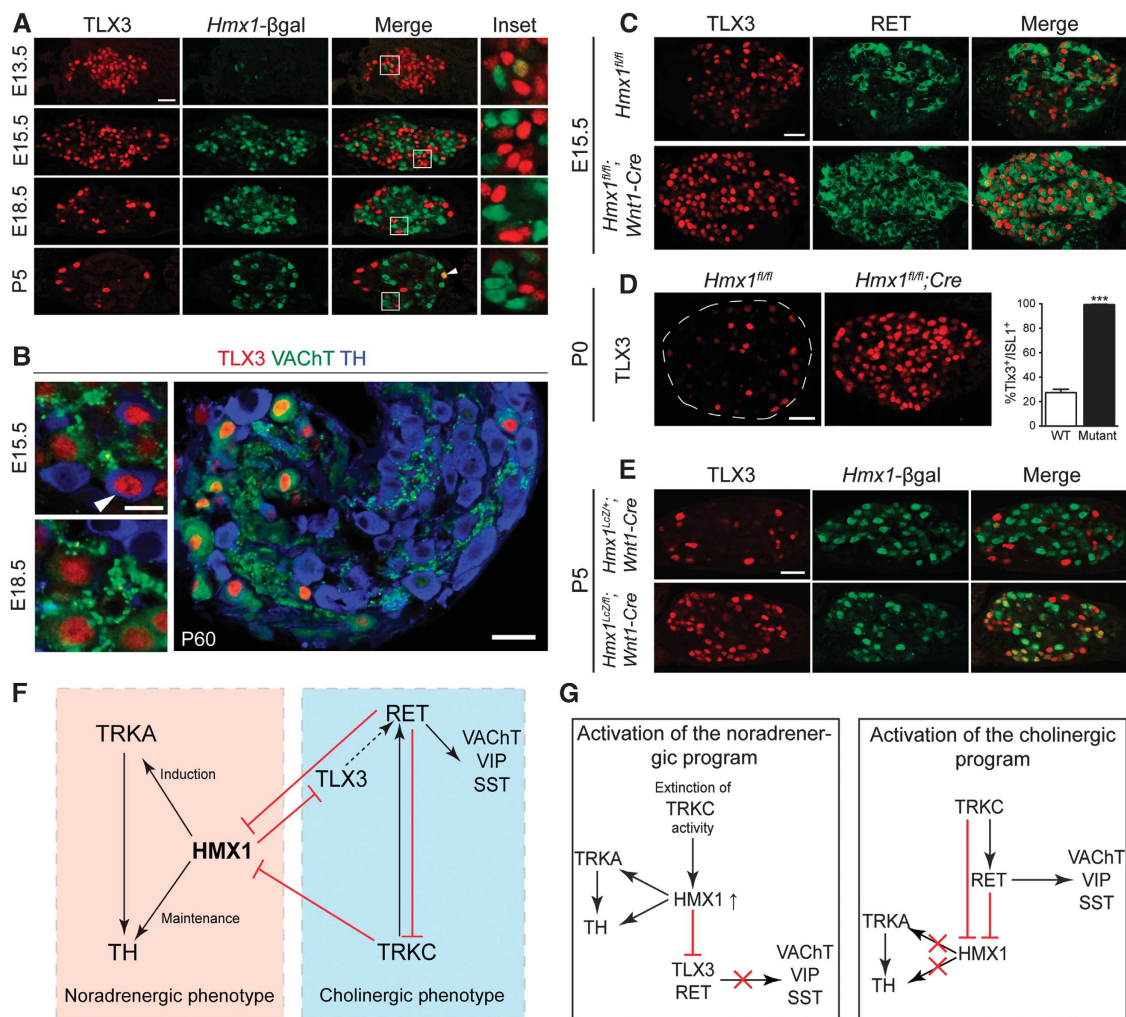 A
TLX3
Hmx1-βgal
Merge
Inset
E13.5
E15.5
E18.5
P5
B
TLX3 VAChT TH
E15.5
E18.5
P60
C
TLX3
RET
Merge
E15.5
Hmx1fl/fl
Hmx1fl/fl;
Wnt1-Cre
D
Hmx1fl/fl
Hmx1fl/fl;Cre
P0
TLX3
%Tlx3+/ISL1+
100
80
60
40
20
0
***
WT
Mutant
E
TLX3
Hmx1-βgal
Merge
P5
Hmx1LcZ/+;
Wnt1-Cre
Hmx1LcZ/fl;
Wnt1-Cre
F
TRKA
Induction
HMX1
Maintenance
TH
Noradrenergic phenotype
RET
TLX3
VAChT
VIP
SST
TRKC
Cholinergic phenotype
G
Activation of the noradrener-
gic program
Extinction of
TRKC
activity
TRKA
TH
HMX1 ↑
TLX3
RET
VAChT
VIP
SST
Activation of the cholinergic
program
TRKC
RET
VAChT
VIP
SST
TRKA
HMX1
TH